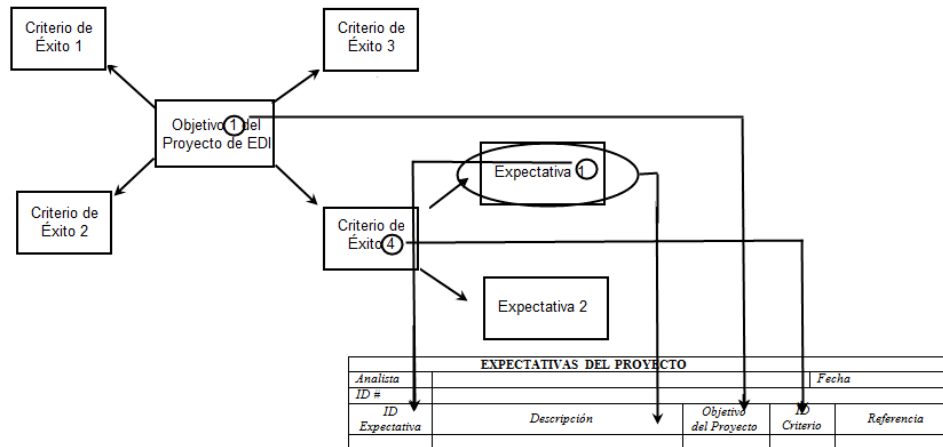 Criterio de
Éxito 1
Criterio de
Éxito 3
Objetivo 1 del
Proyecto de EDI
Expectativa 1
Criterio de
Éxito 2
Criterio de
Éxito 4
Expectativa 2
EXPECTATIVAS DEL PROYECTO
Analista
Fecha
ID #
ID
Expectativa
Descripción
Objetivo
del Proyecto
ID
Criterio
Referencia